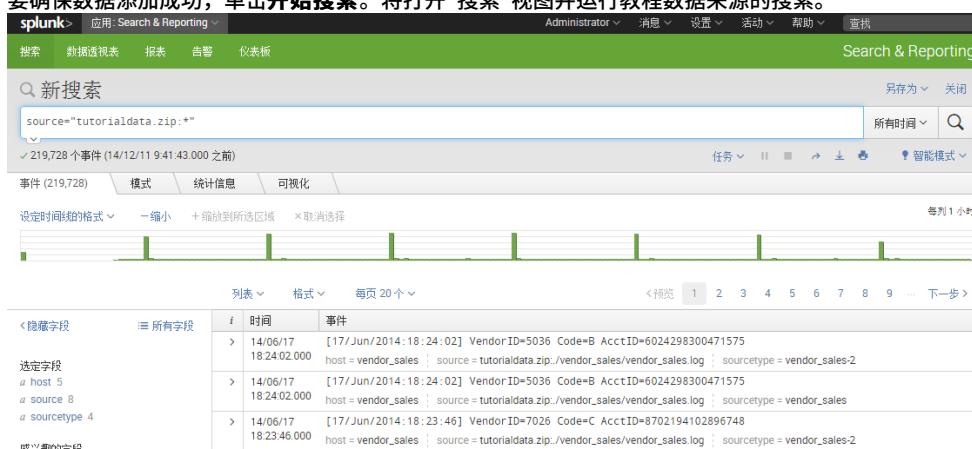 要确保数据添加成功，单击开始搜索。将打开“搜索”视图并运行教程数据来源的搜索。
splunk> 应用: Search & Reporting Administrator 消息 设置 活动 帮助 查找
搜索 数据透视表 报表 告警 仪表板 Search & Reporting
新搜索 另存为 关闭
source="tutorialdata.zip:*" 所有时间
219,728 个事件 (14/12/11 9:41:43.000 之前) 任务 智能模式
事件 (219,728) 模式 统计信息 可视化
设定时间线的格式 — 缩小 + 缩放到所选区域 × 取消选择 每列 1 小时
列表 格式 每页 20 个 <预览 1 2 3 4 5 6 7 8 9 ... 下一步 >
<隐藏字段 所有字段 i 时间 事件
选定字段
a host 5
a source 8
a sourcetype 4
感兴趣的字段
> 14/06/17 18:24:02.000 [17/Jun/2014:18:24:02] VendorID=5036 Code=B AcctID=6024298300471575
host = vendor_sales source = tutorialdata.zip:./vendor_sales/vendor_sales.log sourcetype = vendor_sales-2
> 14/06/17 18:24:02.000 [17/Jun/2014:18:24:02] VendorID=5036 Code=B AcctID=6024298300471575
host = vendor_sales source = tutorialdata.zip:./vendor_sales/vendor_sales.log sourcetype = vendor_sales
> 14/06/17 18:23:46.000 [17/Jun/2014:18:23:46] VendorID=7026 Code=C AcctID=8702194102896748
host = vendor_sales source = tutorialdata.zip:./vendor_sales/vendor_sales.log sourcetype = vendor_sales-2